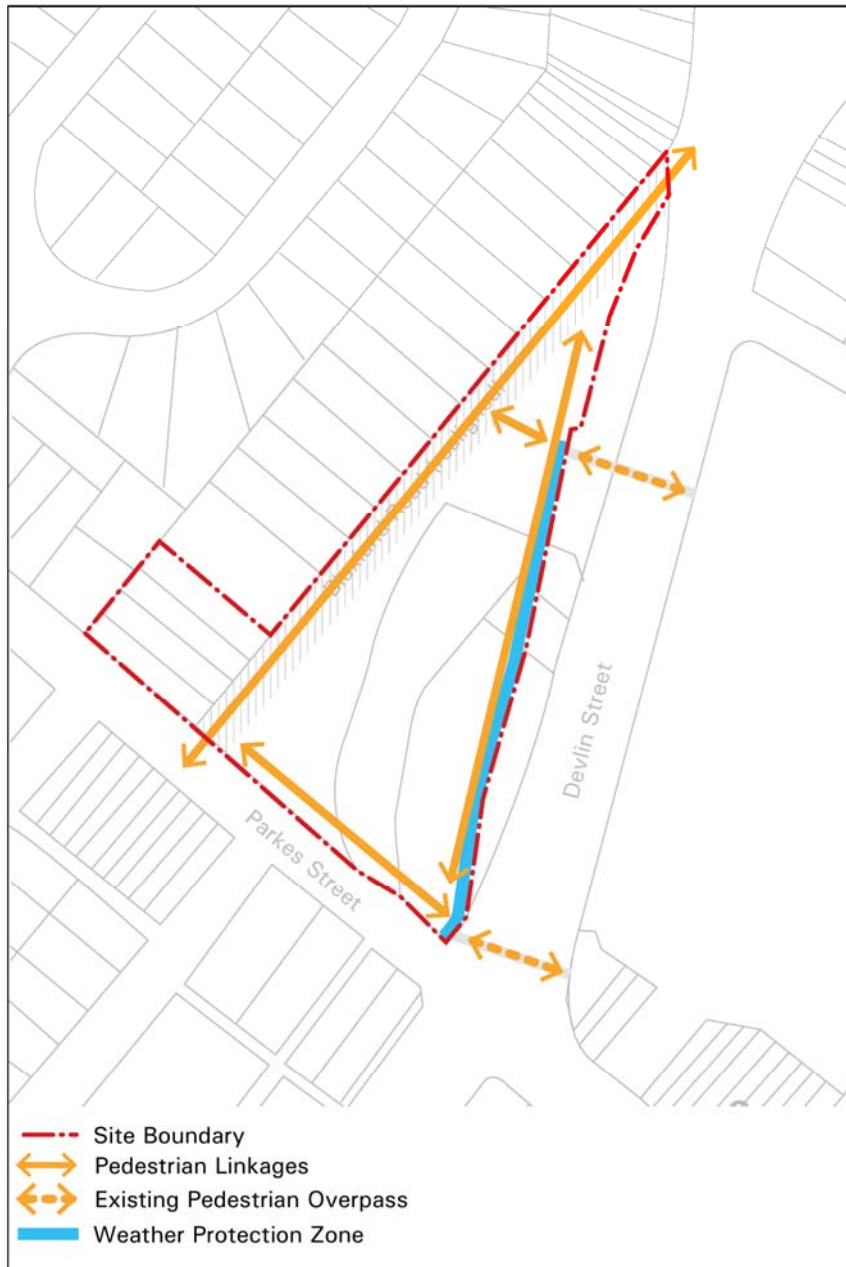 Devlin Street
Parkes Street
Site Boundary
Pedestrian Linkages
Existing Pedestrian Overpass
Weather Protection Zone